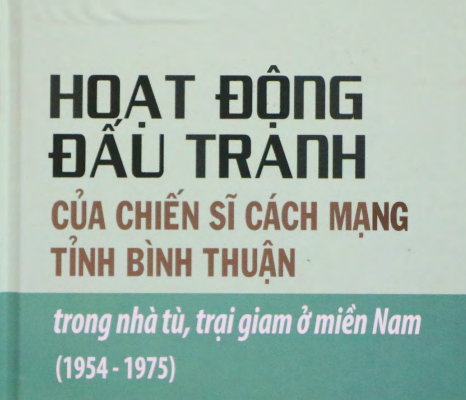 HOẠT ĐỘNG
ĐẤU TRANH
CỦA CHIẾN SĨ CÁCH MẠNG
TỈNH BÌNH THUẬN
trong nhà tù, trại giam ở miền Nam
(1954 - 1975)